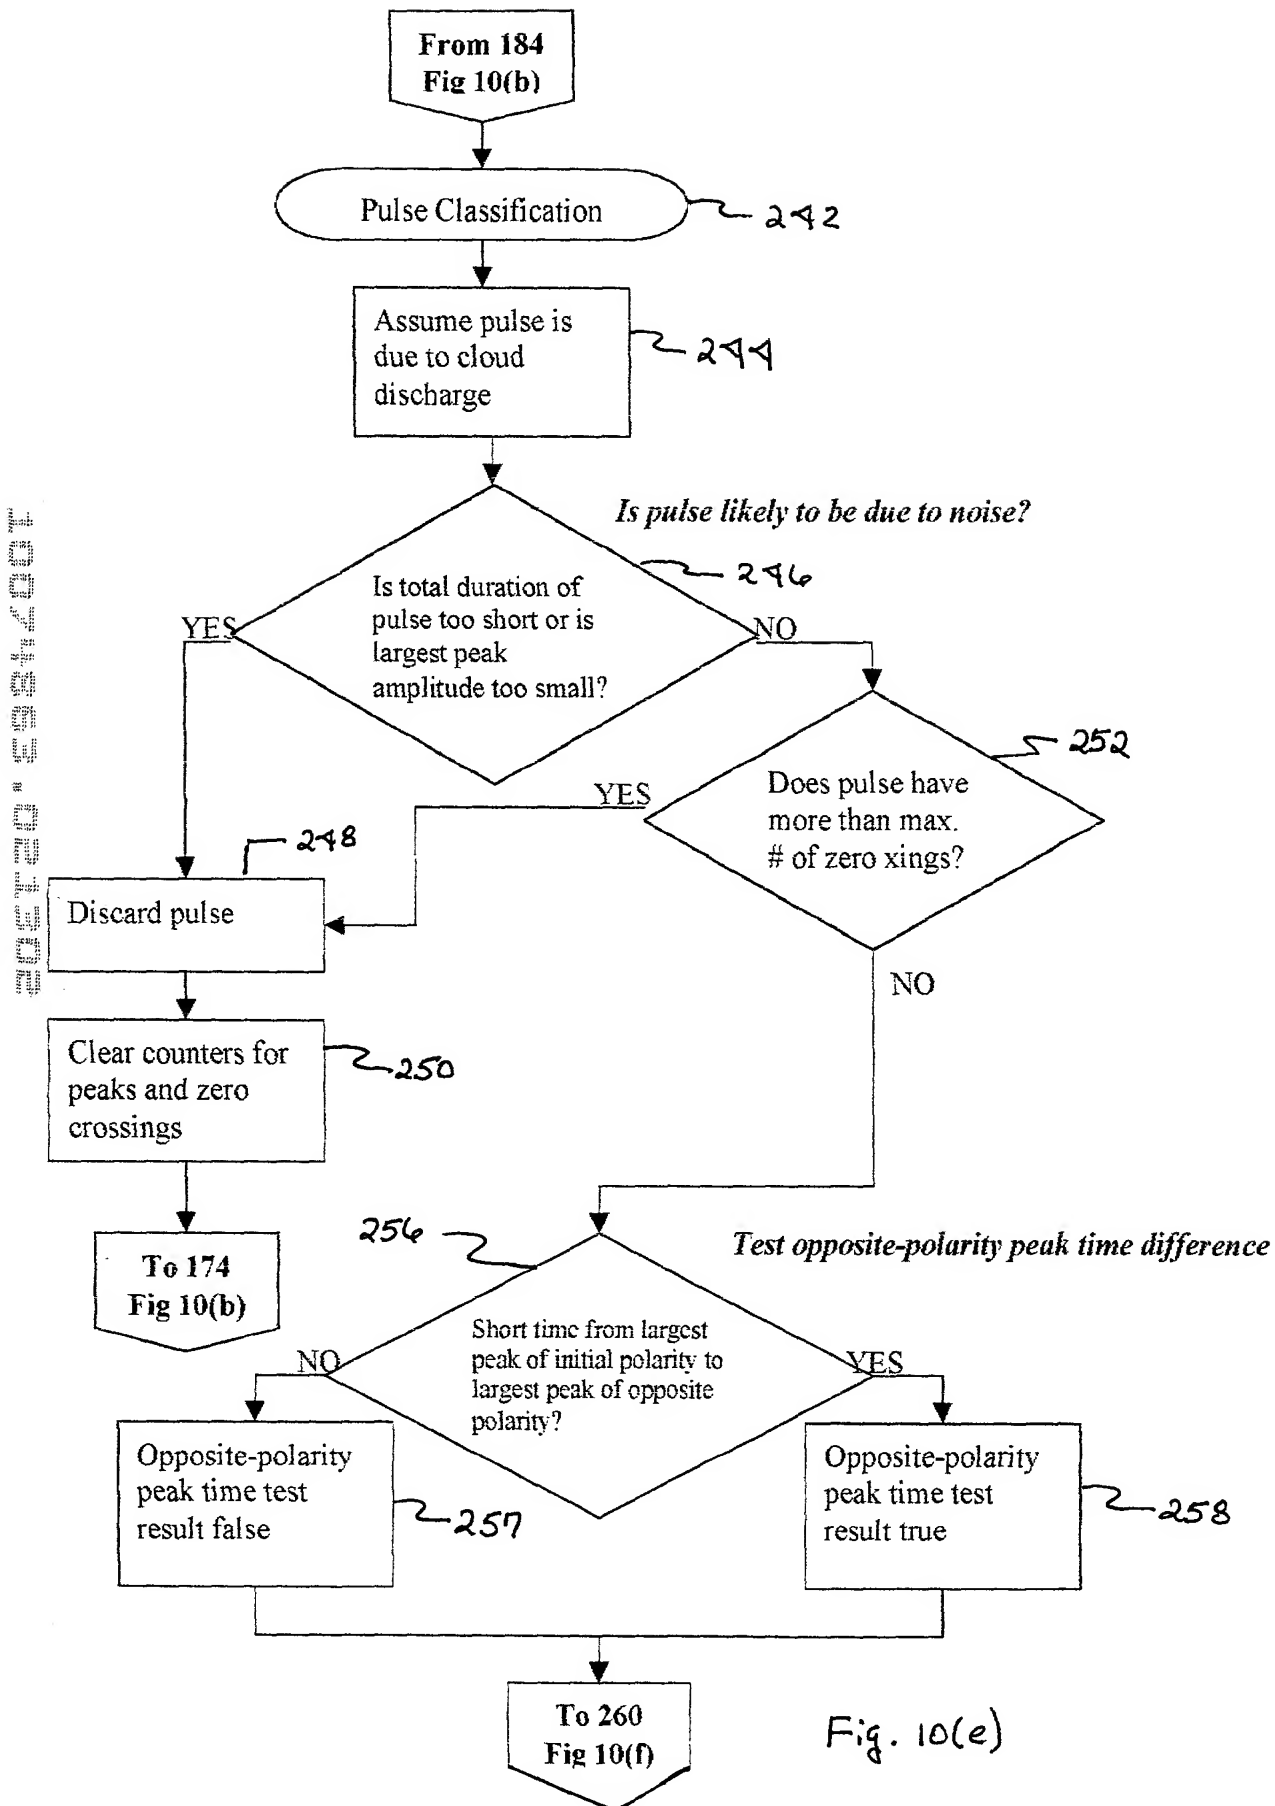 From 184
Fig 10(b)
Pulse Classification
242
Assume pulse is
due to cloud
discharge
244
Is pulse likely to be due to noise?
246
Is total duration of
pulse too short or is
largest peak
amplitude too small?
YES
NO
252
Does pulse have
more than max.
# of zero xings?
YES
NO
248
Discard pulse
Clear counters for
peaks and zero
crossings
250
To 174
Fig 10(b)
256
Test opposite-polarity peak time difference
Short time from largest
peak of initial polarity to
largest peak of opposite
polarity?
NO
YES
Opposite-polarity
peak time test
result false
257
Opposite-polarity
peak time test
result true
258
To 260
Fig 10(f)
Fig. 10(e)
10074863.021302